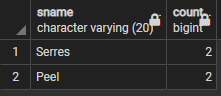 sname count
character varying (20) bigint
1 Serres 2
2 Peel 2